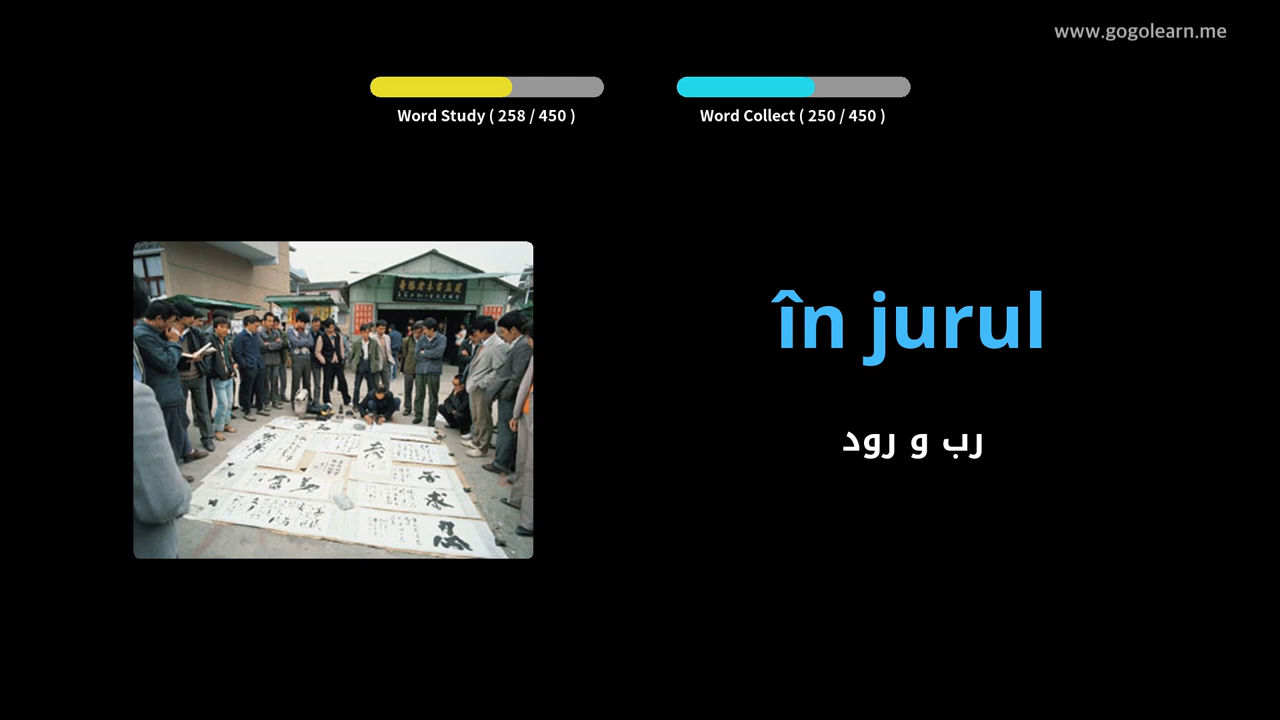 www.gogolearn.me
Word Study ( 258 / 450 )
Word Collect ( 250 / 450 )
în jurul
رب و رود